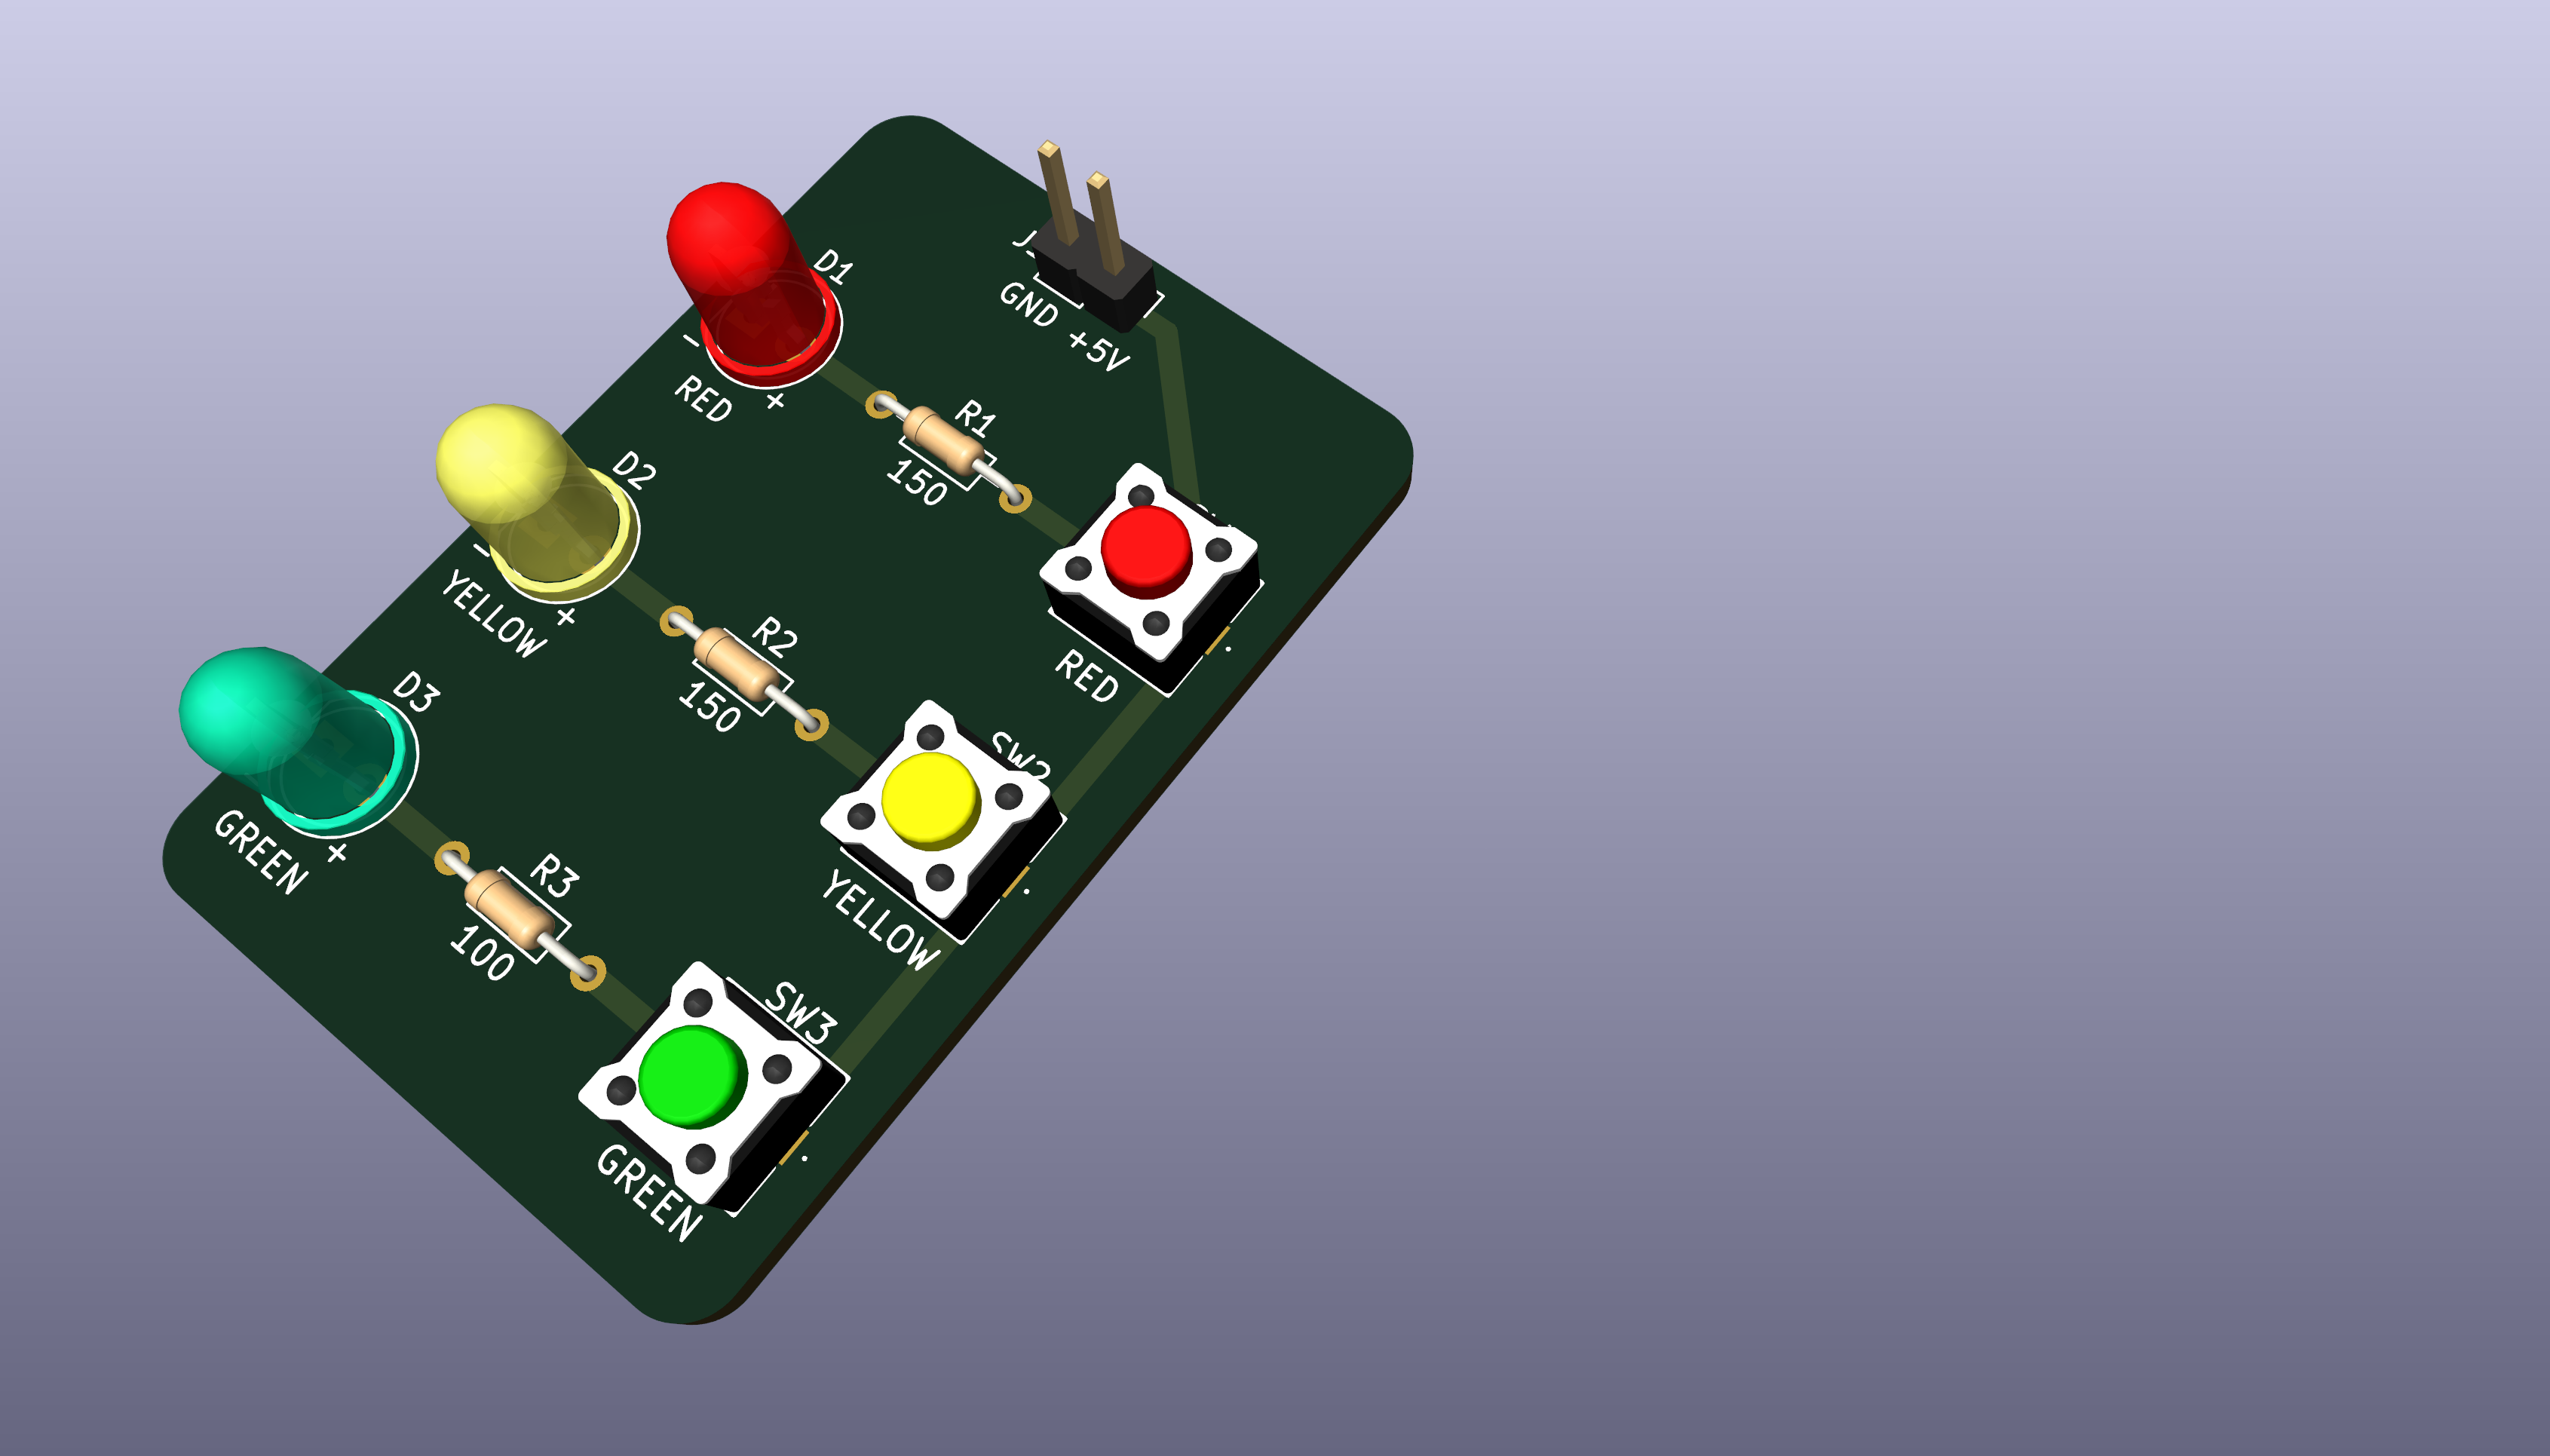 D1
GND +5V
- RED +
R1
150
D2
- YELLOW +
R2
150
RED
D3
SW2
GREEN +
R3
100
YELLOW
SW3
GREEN